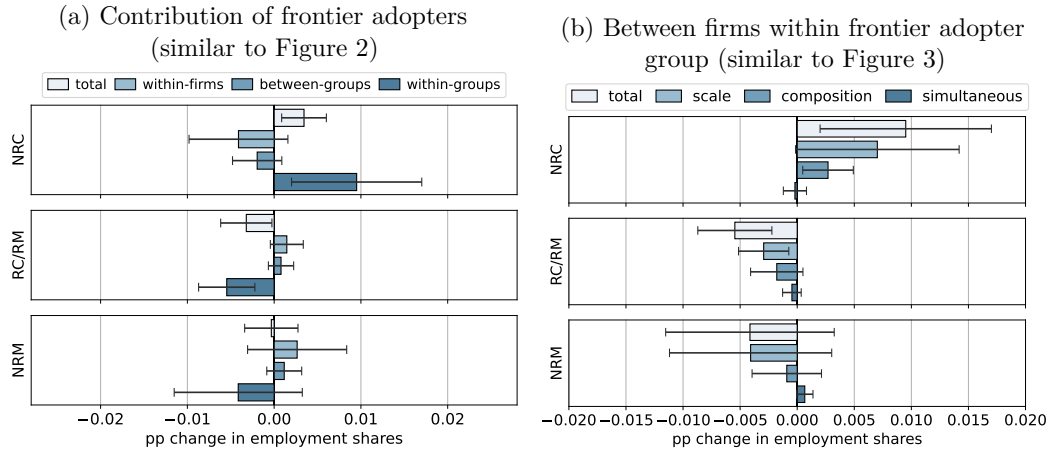 (a) Contribution of frontier adopters
(similar to Figure 2)
total within-firms between-groups within-groups
NRC
RC/RM
NRM
−0.02 −0.01 0.00 0.01 0.02
pp change in employment shares
(b) Between firms within frontier adopter
group (similar to Figure 3)
total scale composition simultaneous
NRC
RC/RM
NRM
−0.020 −0.015 −0.010 −0.005 0.000 0.005 0.010 0.015 0.020
pp change in employment shares